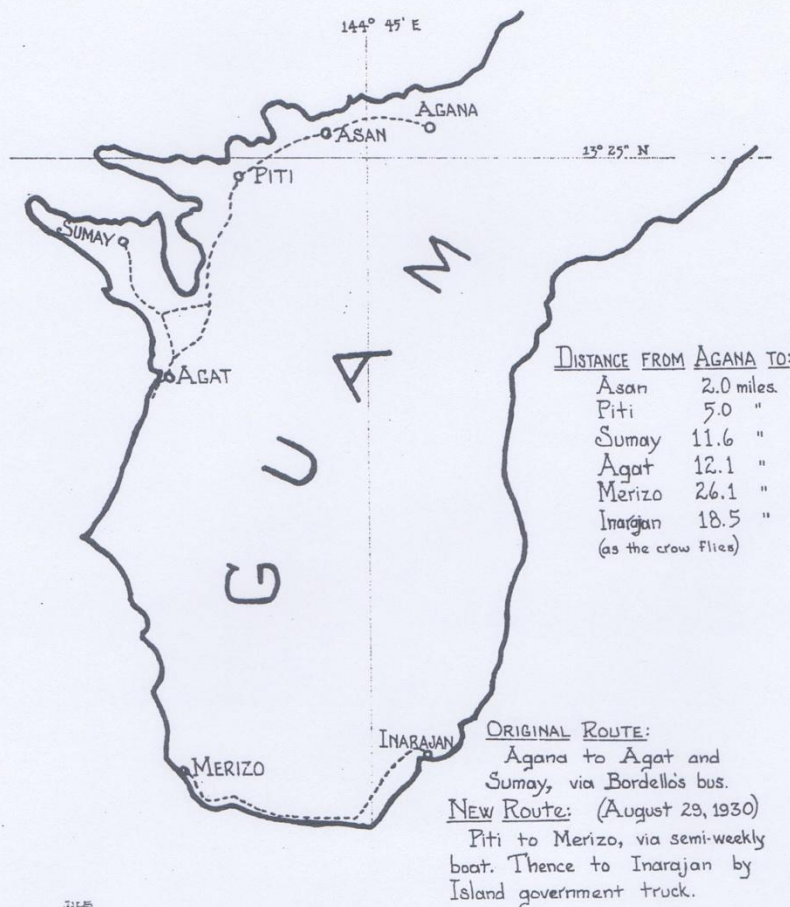 144° 45' E
AGANA
ASAN
13° 25" N
PITI
SUMAY
AGAT
GUAM
DISTANCE FROM AGANA TO:
Asan 2.0 miles.
Piti 5.0 "
Sumay 11.6 "
Agat 12.1 "
Merizo 26.1 "
Inarajan 18.5 "
(as the crow flies)
INARAJAN
MERIZO
ORIGINAL ROUTE:
Agana to Agat and
Sumay, via Bordello's bus.
NEW ROUTE: (August 29, 1930)
Piti to Merizo, via semi-weekly
boat. Thence to Inarajan by
Island government truck.